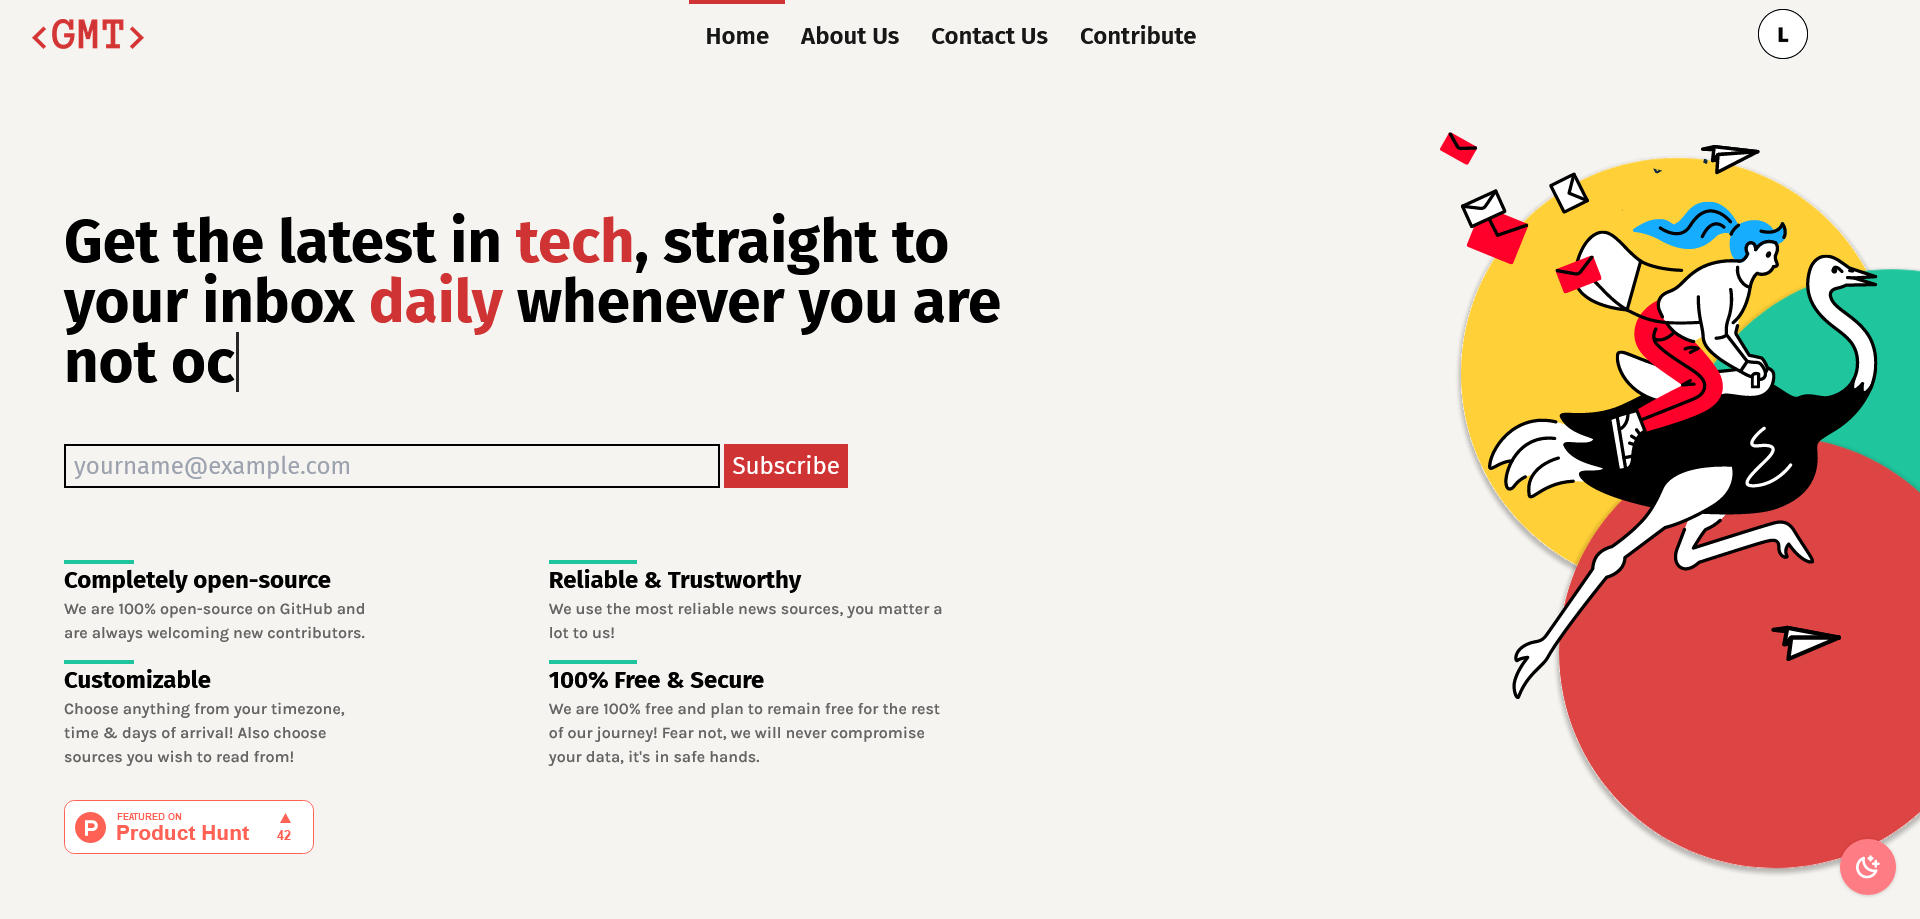 <GMT>
Home About Us Contact Us Contribute
L
Get the latest in tech, straight to
your inbox daily whenever you are
not oc
yourname@example.com Subscribe
Completely open-source
We are 100% open-source on GitHub and
are always welcoming new contributors.
Reliable & Trustworthy
We use the most reliable news sources, you matter a
lot to us!
Customizable
Choose anything from your timezone,
time & days of arrival! Also choose
sources you wish to read from!
100% Free & Secure
We are 100% free and plan to remain free for the rest
of our journey! Fear not, we will never compromise
your data, it's in safe hands.
P
FEATURED ON
Product Hunt
▲
42